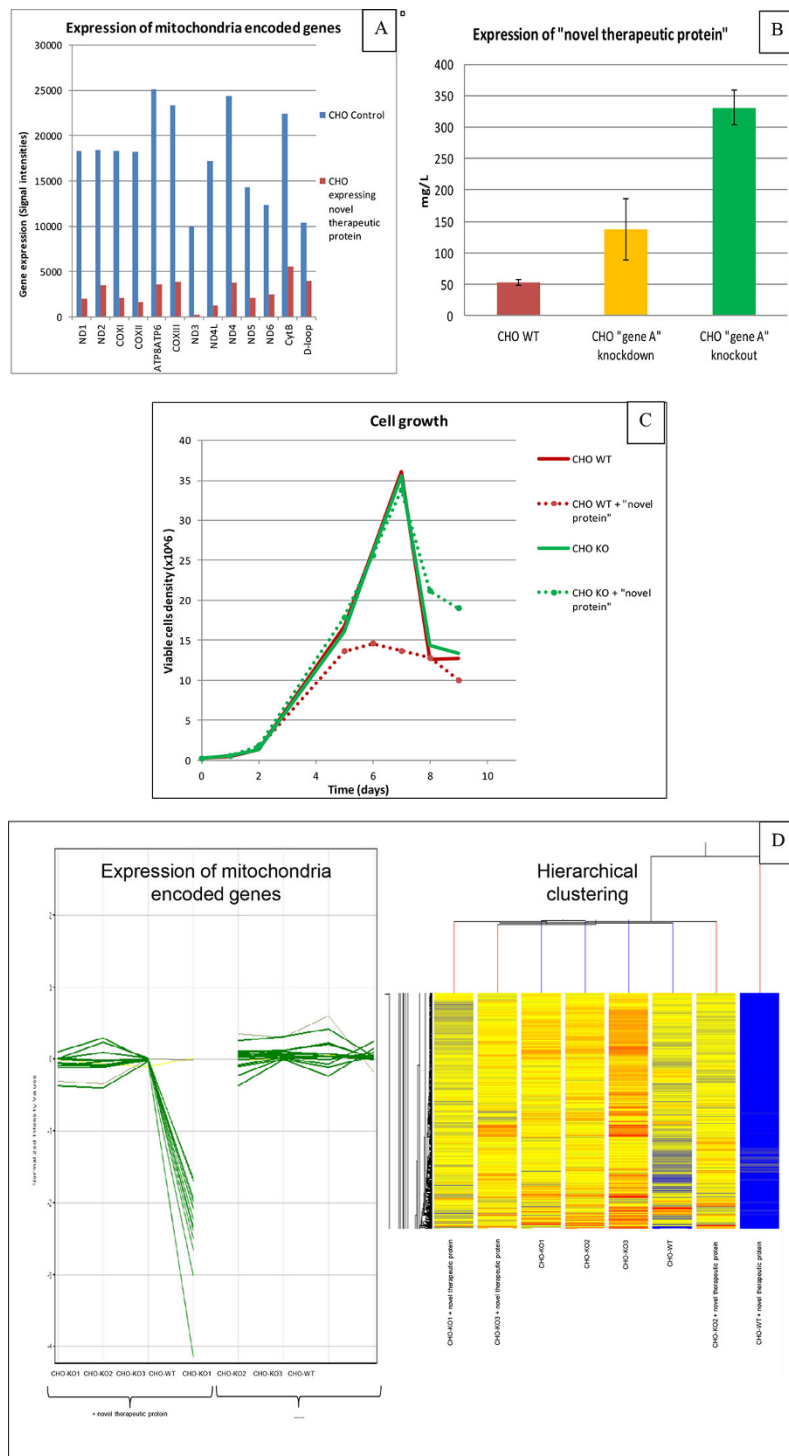 Expression of mitochondria encoded genes
A
30000
25000
20000
15000
10000
5000
0
Gene expression (Signal intensities)
ND1
ND2
COXI
COXII
ATP8ATP6
COXIII
ND3
ND4L
ND4
ND5
ND6
CytB
D-loop
CHO Control
CHO
expressing
novel
therapeutic
protein
Expression of "novel therapeutic protein"
B
400
350
300
250
200
150
100
50
0
mg/L
CHO WT
CHO "gene A"
knockdown
CHO "gene A"
knockout
Cell growth
C
40
35
30
25
20
15
10
5
0
Viable cells density (x10^6 )
0
2
4
6
8
10
Time (days)
CHO WT
CHO WT + "novel
protein"
CHO KO
CHO KO + "novel
protein"
D
Expression of mitochondria
encoded genes
Normalized Intensity Values
CHO-KO1
CHO-KO2
CHO-KO3
CHO-WT
CHO-KO1
CHO-KO2
CHO-KO3
CHO-WT
+ novel therapeutic protein
Hierarchical
clustering
CHO-KO1 + novel therapeutic protein
CHO-KO3 + novel therapeutic protein
CHO-KO1
CHO-KO2
CHO-KO3
CHO-WT
CHO-KO2 + novel therapeutic protein
CHO-WT + novel therapeutic protein